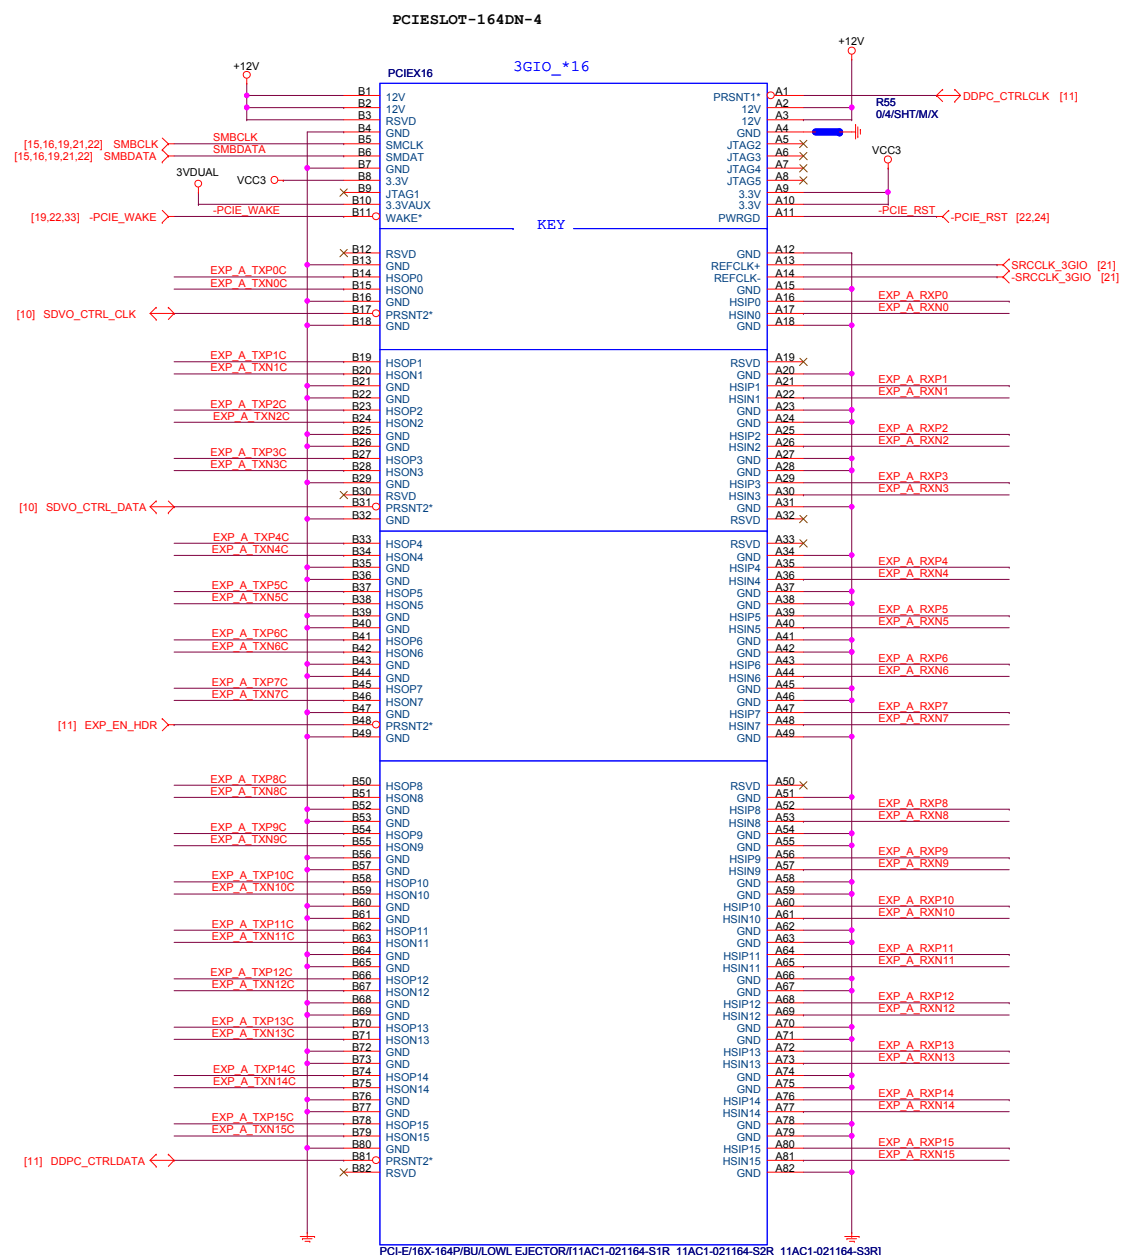 PCIESLOT-164DN-4
+12V
+12V
PCIEX16
3GIO_*16
R55
0/4/SHT/M/X
B1 12V PRSNT1* A1 DDPC_CTRLCLK [11]
B2 12V 12V A2
B3 RSVD 12V A3
B4 GND GND A4
[15,16,19,21,22] SMBCLK SMBCLK B5 SMCLK JTAG2 A5
[15,16,19,21,22] SMBDATA SMBDATA B6 SMDAT JTAG3 A6
B7 GND JTAG4 A7
VCC3
3VDUAL
VCC3 B8 3.3V JTAG5 A8
B9 JTAG1 3.3V A9
B10 3.3VAUX 3.3V A10
[19,22,33] -PCIE_WAKE -PCIE_WAKE B11 WAKE* PWRGD A11 -PCIE_RST -PCIE_RST [22,24]
KEY
B12 RSVD GND A12
B13 GND REFCLK+ A13 SRCCLK_3GIO [21]
EXP_A_TXP0C B14 HSOP0 REFCLK- A14 -SRCCLK_3GIO [21]
EXP_A_TXN0C B15 HSON0 GND A15
B16 GND HSIP0 A16 EXP_A_RXP0
[10] SDVO_CTRL_CLK B17 PRSNT2* HSIN0 A17 EXP_A_RXN0
B18 GND GND A18
EXP_A_TXP1C B19 HSOP1 RSVD A19
EXP_A_TXN1C B20 HSON1 GND A20
B21 GND HSIP1 A21 EXP_A_RXP1
B22 GND HSIN1 A22 EXP_A_RXN1
EXP_A_TXP2C B23 HSOP2 GND A23
EXP_A_TXN2C B24 HSON2 GND A24
B25 GND HSIP2 A25 EXP_A_RXP2
B26 GND HSIN2 A26 EXP_A_RXN2
EXP_A_TXP3C B27 HSOP3 GND A27
EXP_A_TXN3C B28 HSON3 GND A28
B29 GND HSIP3 A29 EXP_A_RXP3
B30 RSVD HSIN3 A30 EXP_A_RXN3
[10] SDVO_CTRL_DATA B31 PRSNT2* GND A31
B32 GND RSVD A32
EXP_A_TXP4C B33 HSOP4 RSVD A33
EXP_A_TXN4C B34 HSON4 GND A34
B35 GND HSIP4 A35 EXP_A_RXP4
B36 GND HSIN4 A36 EXP_A_RXN4
EXP_A_TXP5C B37 HSOP5 GND A37
EXP_A_TXN5C B38 HSON5 GND A38
B39 GND HSIP5 A39 EXP_A_RXP5
B40 GND HSIN5 A40 EXP_A_RXN5
EXP_A_TXP6C B41 HSOP6 GND A41
EXP_A_TXN6C B42 HSON6 GND A42
B43 GND HSIP6 A43 EXP_A_RXP6
B44 GND HSIN6 A44 EXP_A_RXN6
EXP_A_TXP7C B45 HSOP7 GND A45
EXP_A_TXN7C B46 HSON7 GND A46
B47 GND HSIP7 A47 EXP_A_RXP7
[11] EXP_EN_HDR B48 PRSNT2* HSIN7 A48 EXP_A_RXN7
B49 GND GND A49
EXP_A_TXP8C B50 HSOP8 RSVD A50
EXP_A_TXN8C B51 HSON8 GND A51
B52 GND HSIP8 A52 EXP_A_RXP8
B53 GND HSIN8 A53 EXP_A_RXN8
EXP_A_TXP9C B54 HSOP9 GND A54
EXP_A_TXN9C B55 HSON9 GND A55
B56 GND HSIP9 A56 EXP_A_RXP9
B57 GND HSIN9 A57 EXP_A_RXN9
EXP_A_TXP10C B58 HSOP10 GND A58
EXP_A_TXN10C B59 HSON10 GND A59
B60 GND HSIP10 A60 EXP_A_RXP10
B61 GND HSIN10 A61 EXP_A_RXN10
EXP_A_TXP11C B62 HSOP11 GND A62
EXP_A_TXN11C B63 HSON11 GND A63
B64 GND HSIP11 A64 EXP_A_RXP11
B65 GND HSIN11 A65 EXP_A_RXN11
EXP_A_TXP12C B66 HSOP12 GND A66
EXP_A_TXN12C B67 HSON12 GND A67
B68 GND HSIP12 A68 EXP_A_RXP12
B69 GND HSIN12 A69 EXP_A_RXN12
EXP_A_TXP13C B70 HSOP13 GND A70
EXP_A_TXN13C B71 HSON13 GND A71
B72 GND HSIP13 A72 EXP_A_RXP13
B73 GND HSIN13 A73 EXP_A_RXN13
EXP_A_TXP14C B74 HSOP14 GND A74
EXP_A_TXN14C B75 HSON14 GND A75
B76 GND HSIP14 A76 EXP_A_RXP14
B77 GND HSIN14 A77 EXP_A_RXN14
EXP_A_TXP15C B78 HSOP15 GND A78
EXP_A_TXN15C B79 HSON15 GND A79
B80 GND HSIP15 A80 EXP_A_RXP15
[11] DDPC_CTRLDATA B81 PRSNT2* HSIN15 A81 EXP_A_RXN15
B82 RSVD GND A82
PCI-E/16X-164P/BU/LOWL EJECTOR/[11AC1-021164-S1R_11AC1-021164-S2R_11AC1-021164-S3R]